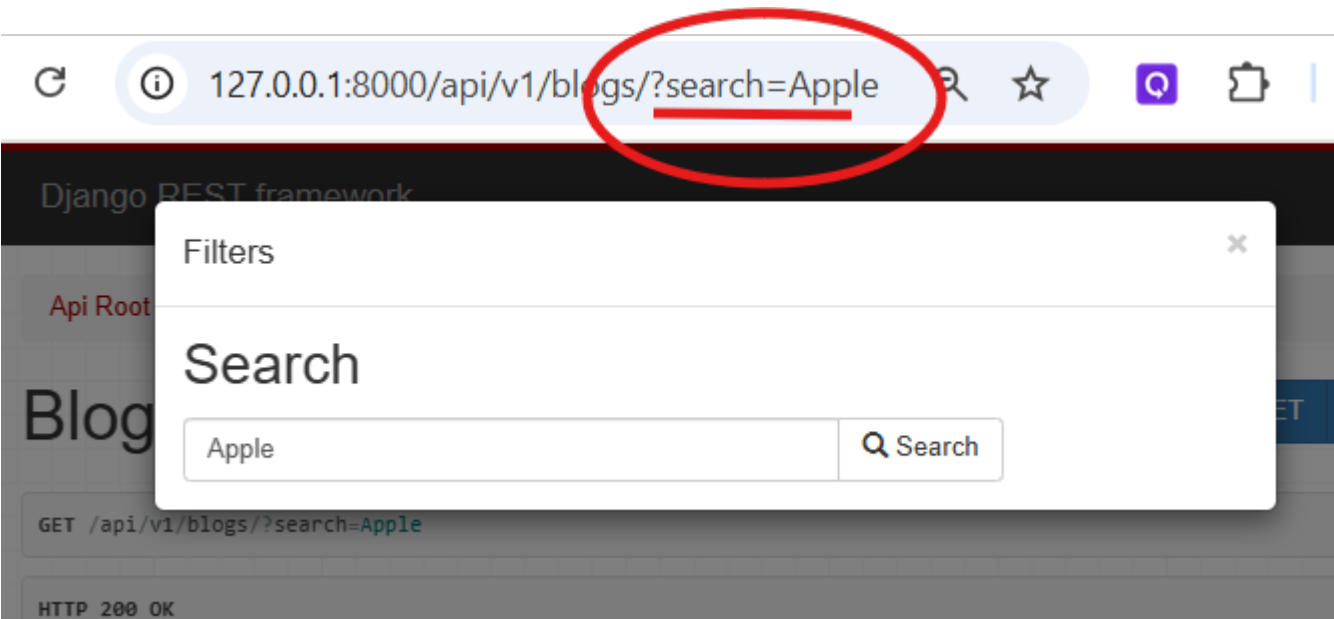 127.0.0.1:8000/api/v1/blogs/?search=Apple
Django REST framework
Filters
×
Api Root
Search
Blog
ET
Apple
Search
GET /api/v1/blogs/?search=Apple
HTTP 200 OK